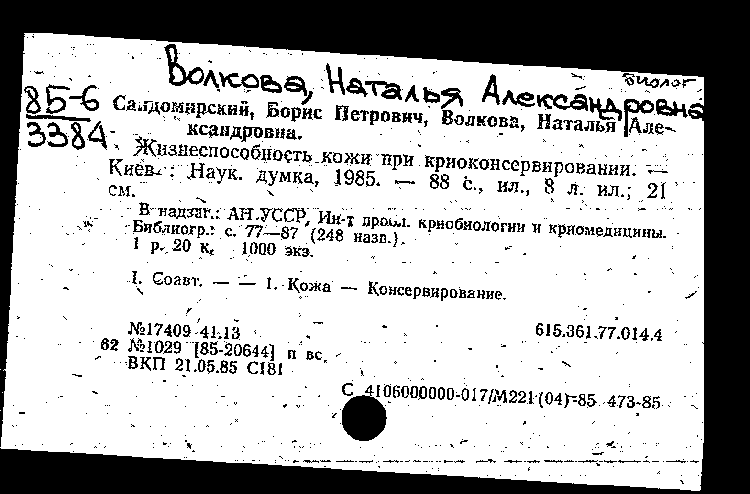 биолог
Волкова, Наталья Александровна
85-6
3384
Сандомирский, Борис Петрович, Волкова, Наталья Але-
ксандровна.
Жизнеспособность кожи при криоконсервировании. —
Киев : Наук. думка, 1985. — 88 с., ил., 8 л. ил.; 21
см.
В надзаг.: АН УССР, Ин-т пробл. криобиологии и криомедицины.
Библиогр.: с. 77—87 (248 назв.).
1 р. 20 к. 1000 экз.
I. Соавт. — — 1. Кожа — Консервирование.
615.361.77.014.4
№17409 41.13
62 №1029 [85-20644] п вс
ВКП 21.05.85 С181
С 4106000000-017/М221(04)-85 473-85